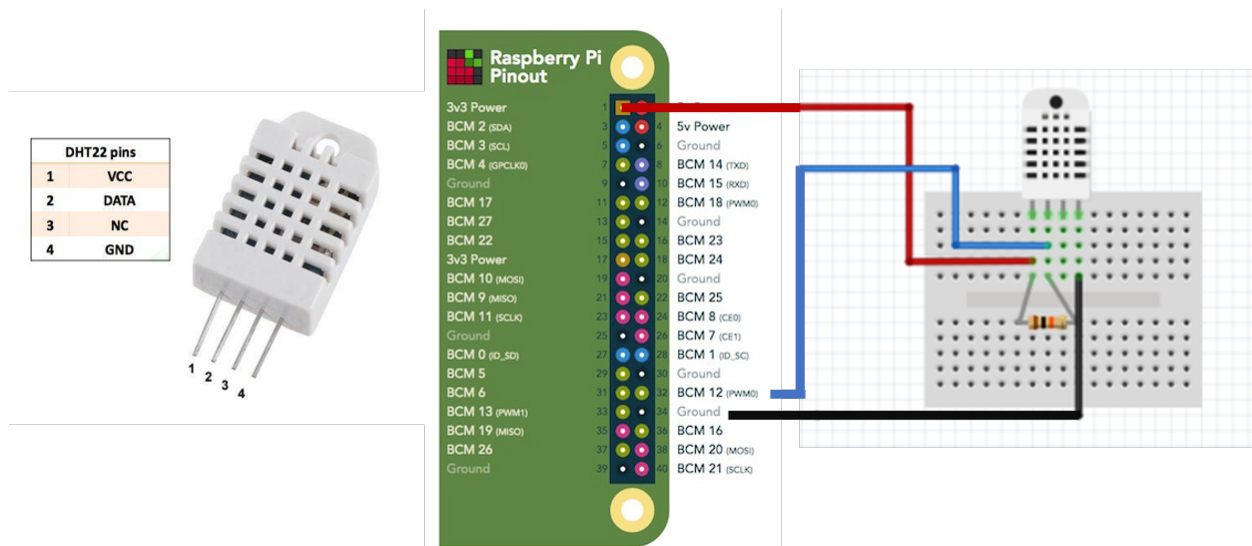 DHT22 pins
1 VCC
2 DATA
3 NC
4 GND
1
2
3
4
Raspberry Pi
Pinout
3v3 Power 1
BCM 2 (SDA) 3 4 5v Power
BCM 3 (SCL) 5 6 Ground
BCM 4 (GPCLK0) 7 8 BCM 14 (TXD)
Ground 9 10 BCM 15 (RXD)
BCM 17 11 12 BCM 18 (PWM0)
BCM 27 13 14 Ground
BCM 22 15 16 BCM 23
3v3 Power 17 18 BCM 24
BCM 10 (MOSI) 19 20 Ground
BCM 9 (MISO) 21 22 BCM 25
BCM 11 (SCLK) 23 24 BCM 8 (CE0)
Ground 25 26 BCM 7 (CE1)
BCM 0 (ID_SD) 27 28 BCM 1 (ID_SC)
BCM 5 29 30 Ground
BCM 6 31 32 BCM 12 (PWM0)
BCM 13 (PWM1) 33 34 Ground
BCM 19 (MISO) 35 36 BCM 16
BCM 26 37 38 BCM 20 (MOSI)
Ground 39 40 BCM 21 (SCLK)